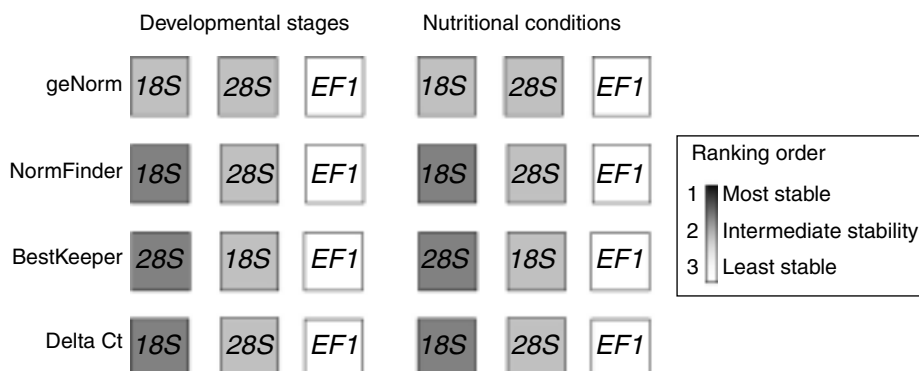 Developmental stages Nutritional conditions
geNorm 18S 28S EF1 18S 28S EF1
NormFinder 18S 28S EF1 18S 28S EF1
BestKeeper 28S 18S EF1 28S 18S EF1
Delta Ct 18S 28S EF1 18S 28S EF1
Ranking order
1 Most stable
2 Intermediate stability
3 Least stable